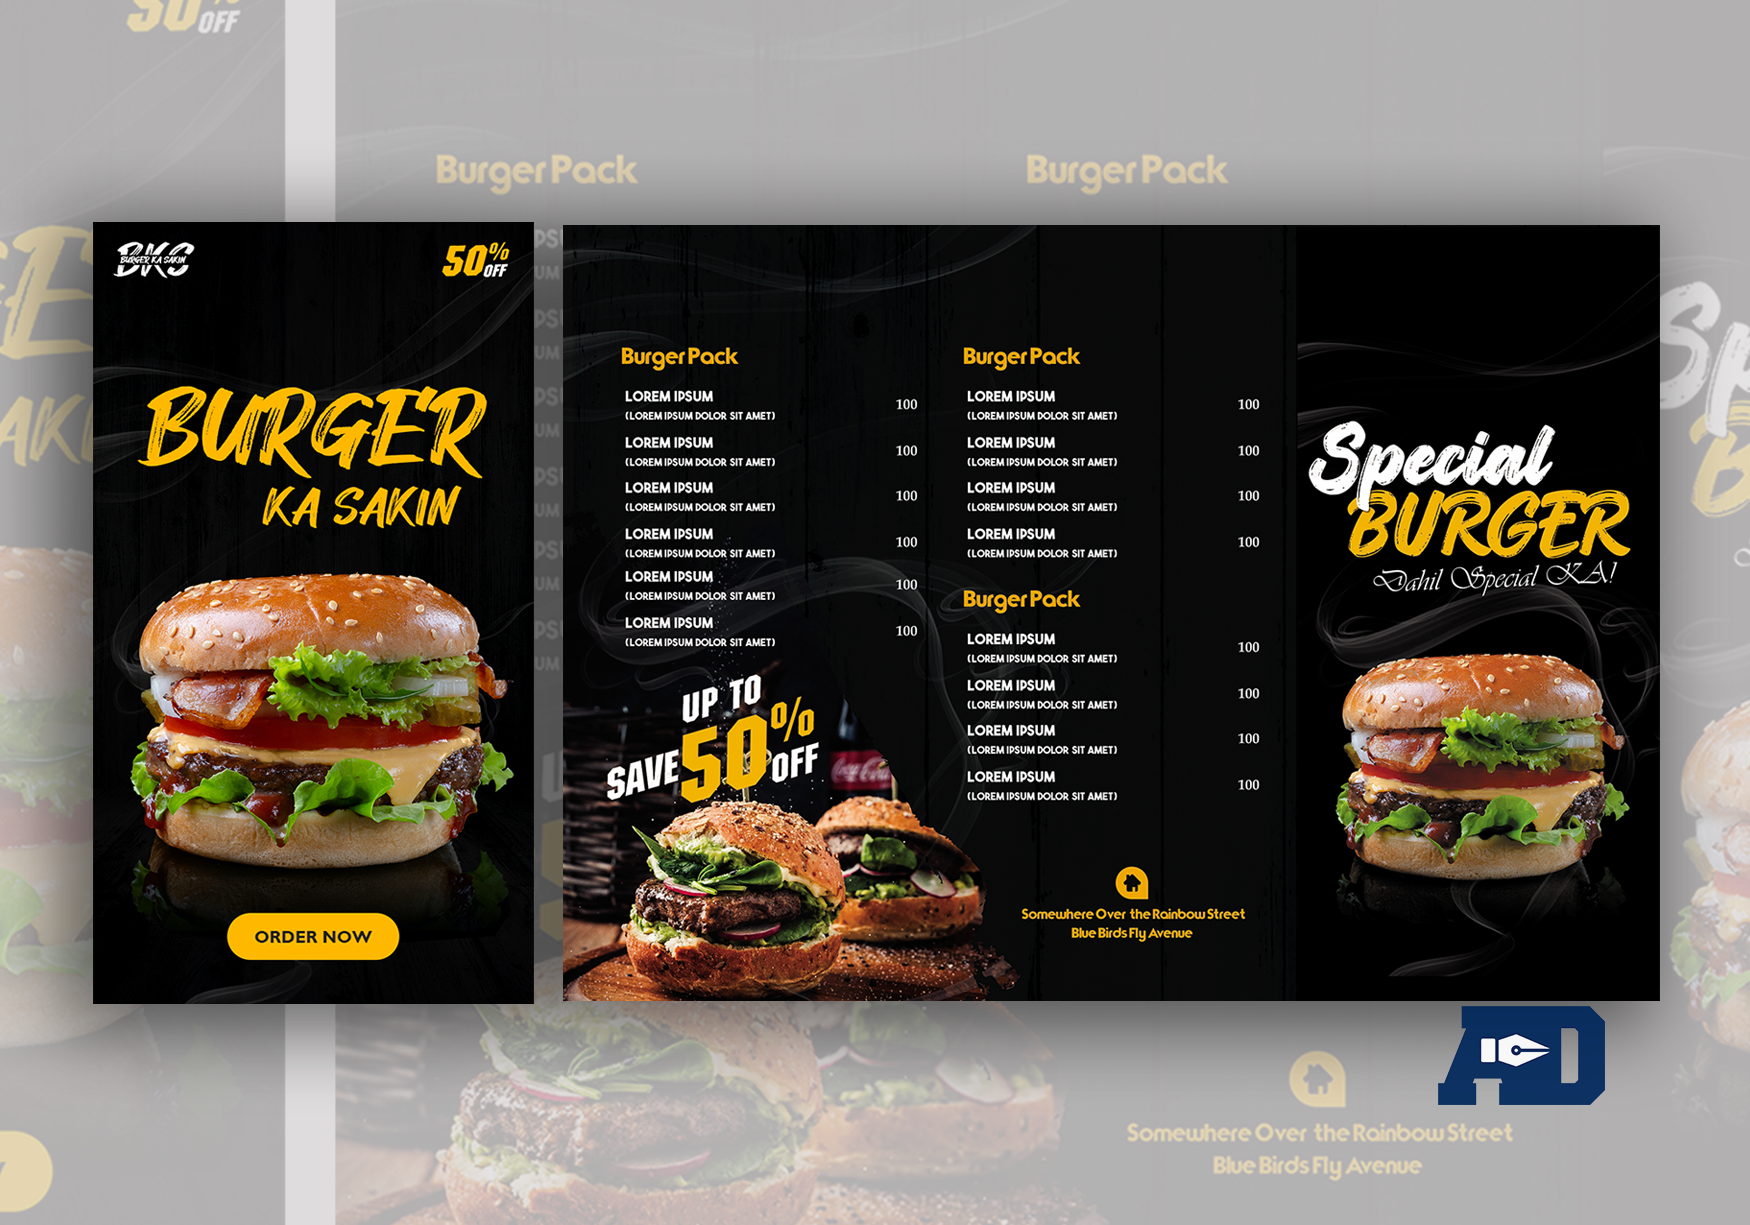 50%
OFF
Burger Pack
Burger Pack
BKS
BURGER KA SAKIN
50%
OFF
BURGER
KA SAKIN
ORDER NOW
Burger Pack
LOREM IPSUM
(LOREM IPSUM DOLOR SIT AMET)
100
LOREM IPSUM
(LOREM IPSUM DOLOR SIT AMET)
100
LOREM IPSUM
(LOREM IPSUM DOLOR SIT AMET)
100
LOREM IPSUM
(LOREM IPSUM DOLOR SIT AMET)
100
LOREM IPSUM
(LOREM IPSUM DOLOR SIT AMET)
100
LOREM IPSUM
(LOREM IPSUM DOLOR SIT AMET)
100
UP TO
SAVE 50% OFF
Coca-Cola
Burger Pack
LOREM IPSUM
(LOREM IPSUM DOLOR SIT AMET)
100
LOREM IPSUM
(LOREM IPSUM DOLOR SIT AMET)
100
LOREM IPSUM
(LOREM IPSUM DOLOR SIT AMET)
100
LOREM IPSUM
(LOREM IPSUM DOLOR SIT AMET)
100
Burger Pack
LOREM IPSUM
(LOREM IPSUM DOLOR SIT AMET)
100
LOREM IPSUM
(LOREM IPSUM DOLOR SIT AMET)
100
LOREM IPSUM
(LOREM IPSUM DOLOR SIT AMET)
100
LOREM IPSUM
(LOREM IPSUM DOLOR SIT AMET)
100
Somewhere Over the Rainbow Street
Blue Birds Fly Avenue
Special
BURGER
Dahil Special KA!
AD
Somewhere Over the Rainbow Street
Blue Birds Fly Avenue